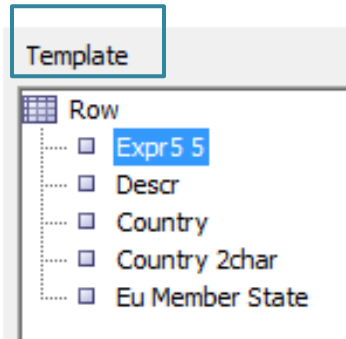 Template
Row
Expr5 5
Descr
Country
Country 2char
Eu Member State